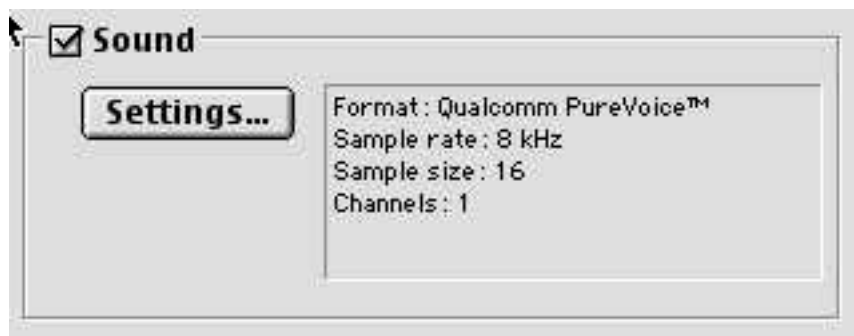 Sound
Settings...
Format: Qualcomm PureVoice™
Sample rate: 8 kHz
Sample size: 16
Channels: 1